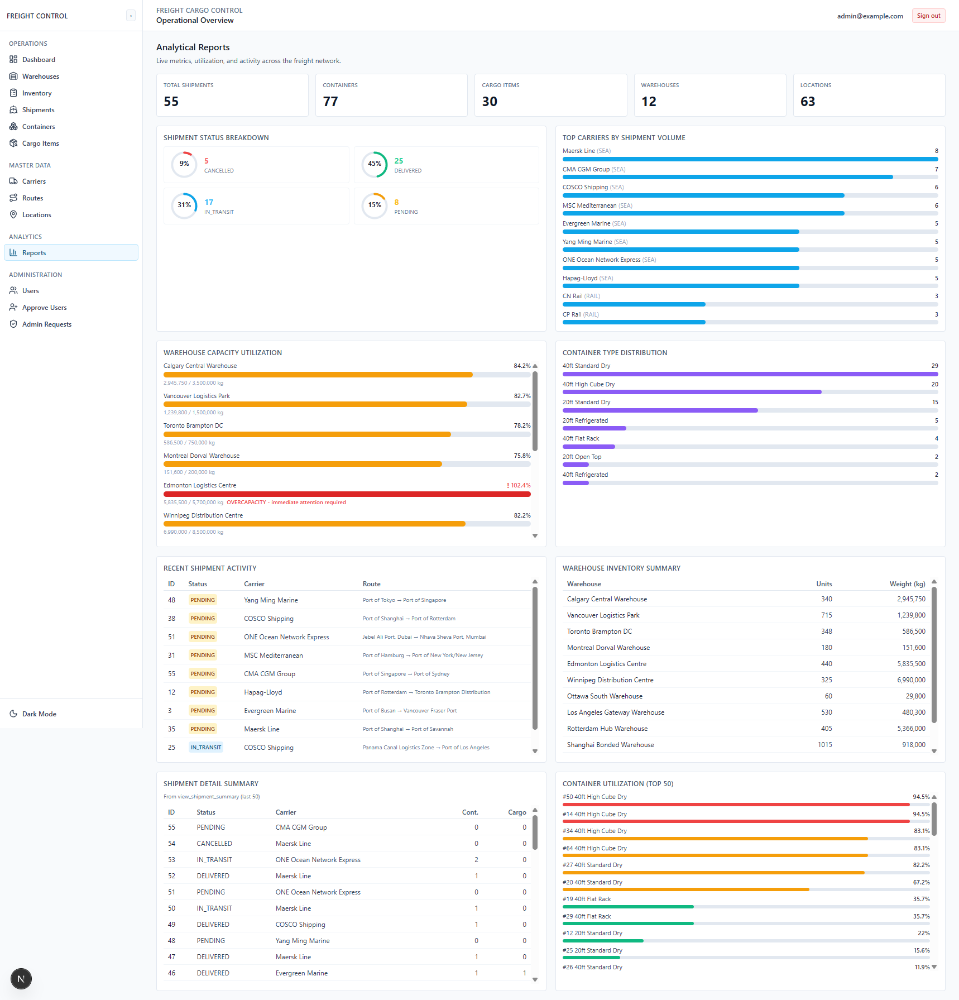 FREIGHT CONTROL
OPERATIONS
Dashboard
Warehouses
Inventory
Shipments
Containers
Cargo Items
MASTER DATA
Carriers
Routes
Locations
ANALYTICS
Reports
ADMINISTRATION
Users
Approve Users
Admin Requests
Dark Mode
FREIGHT CARGO CONTROL
Operational Overview
admin@example.com
Sign out
Analytical Reports
Live metrics, utilization, and activity across the freight network.
TOTAL SHIPMENTS
55
CONTAINERS
77
CARGO ITEMS
30
WAREHOUSES
12
LOCATIONS
63
SHIPMENT STATUS BREAKDOWN
9%
5
CANCELLED
45%
25
DELIVERED
31%
17
IN_TRANSIT
15%
8
PENDING
TOP CARRIERS BY SHIPMENT VOLUME
Maersk Line (SEA) 8
CMA CGM Group (SEA) 7
COSCO Shipping (SEA) 6
MSC Mediterranean (SEA) 6
Evergreen Marine (SEA) 5
Yang Ming Marine (SEA) 5
ONE Ocean Network Express (SEA) 5
Hapag-Lloyd (SEA) 5
CN Rail (RAIL) 3
CP Rail (RAIL) 3
WAREHOUSE CAPACITY UTILIZATION
Calgary Central Warehouse 84.2%
2,945,750 / 3,500,000 kg
Vancouver Logistics Park 82.7%
1,239,800 / 1,500,000 kg
Toronto Brampton DC 78.2%
586,500 / 750,000 kg
Montreal Dorval Warehouse 75.8%
151,600 / 200,000 kg
Edmonton Logistics Centre ! 102.4%
5,835,500 / 5,700,000 kg OVERCAPACITY - immediate attention required
Winnipeg Distribution Centre 82.2%
6,990,000 / 8,500,000 kg
CONTAINER TYPE DISTRIBUTION
40ft Standard Dry 29
40ft High Cube Dry 20
20ft Standard Dry 15
20ft Refrigerated 5
40ft Flat Rack 4
20ft Open Top 2
40ft Refrigerated 2
RECENT SHIPMENT ACTIVITY
ID Status Carrier Route
48 PENDING Yang Ming Marine Port of Tokyo → Port of Singapore
38 PENDING COSCO Shipping Port of Shanghai → Port of Rotterdam
51 PENDING ONE Ocean Network Express Jebel Ali Port, Dubai → Nhava Sheva Port, Mumbai
31 PENDING MSC Mediterranean Port of Hamburg → Port of New York/New Jersey
55 PENDING CMA CGM Group Port of Singapore → Port of Sydney
12 PENDING Hapag-Lloyd Port of Rotterdam → Toronto Brampton Distribution
3 PENDING Evergreen Marine Port of Busan → Vancouver Fraser Port
35 PENDING Maersk Line Port of Shanghai → Port of Savannah
25 IN_TRANSIT COSCO Shipping Panama Canal Logistics Zone → Port of Los Angeles
WAREHOUSE INVENTORY SUMMARY
Warehouse Units Weight (kg)
Calgary Central Warehouse 340 2,945,750
Vancouver Logistics Park 715 1,239,800
Toronto Brampton DC 348 586,500
Montreal Dorval Warehouse 180 151,600
Edmonton Logistics Centre 440 5,835,500
Winnipeg Distribution Centre 325 6,990,000
Ottawa South Warehouse 60 29,800
Los Angeles Gateway Warehouse 530 480,300
Rotterdam Hub Warehouse 405 5,366,000
Shanghai Bonded Warehouse 1015 918,000
SHIPMENT DETAIL SUMMARY
From view_shipment_summary (last 50)
ID Status Carrier Cont. Cargo
55 PENDING CMA CGM Group 0 0
54 CANCELLED Maersk Line 0 0
53 IN_TRANSIT ONE Ocean Network Express 2 0
52 DELIVERED Maersk Line 1 0
51 PENDING ONE Ocean Network Express 0 0
50 IN_TRANSIT Maersk Line 1 0
49 DELIVERED COSCO Shipping 1 0
48 PENDING Yang Ming Marine 0 0
47 DELIVERED Maersk Line 1 0
46 DELIVERED Evergreen Marine 1 1
CONTAINER UTILIZATION (TOP 50)
#50 40ft High Cube Dry 94.5%
#14 40ft High Cube Dry 94.5%
#34 40ft High Cube Dry 83.1%
#64 40ft High Cube Dry 83.1%
#27 40ft Standard Dry 82.2%
#20 40ft Standard Dry 67.2%
#19 40ft Flat Rack 35.7%
#29 40ft Flat Rack 35.7%
#12 20ft Standard Dry 22%
#25 20ft Standard Dry 15.6%
#26 40ft Standard Dry 11.9%
N